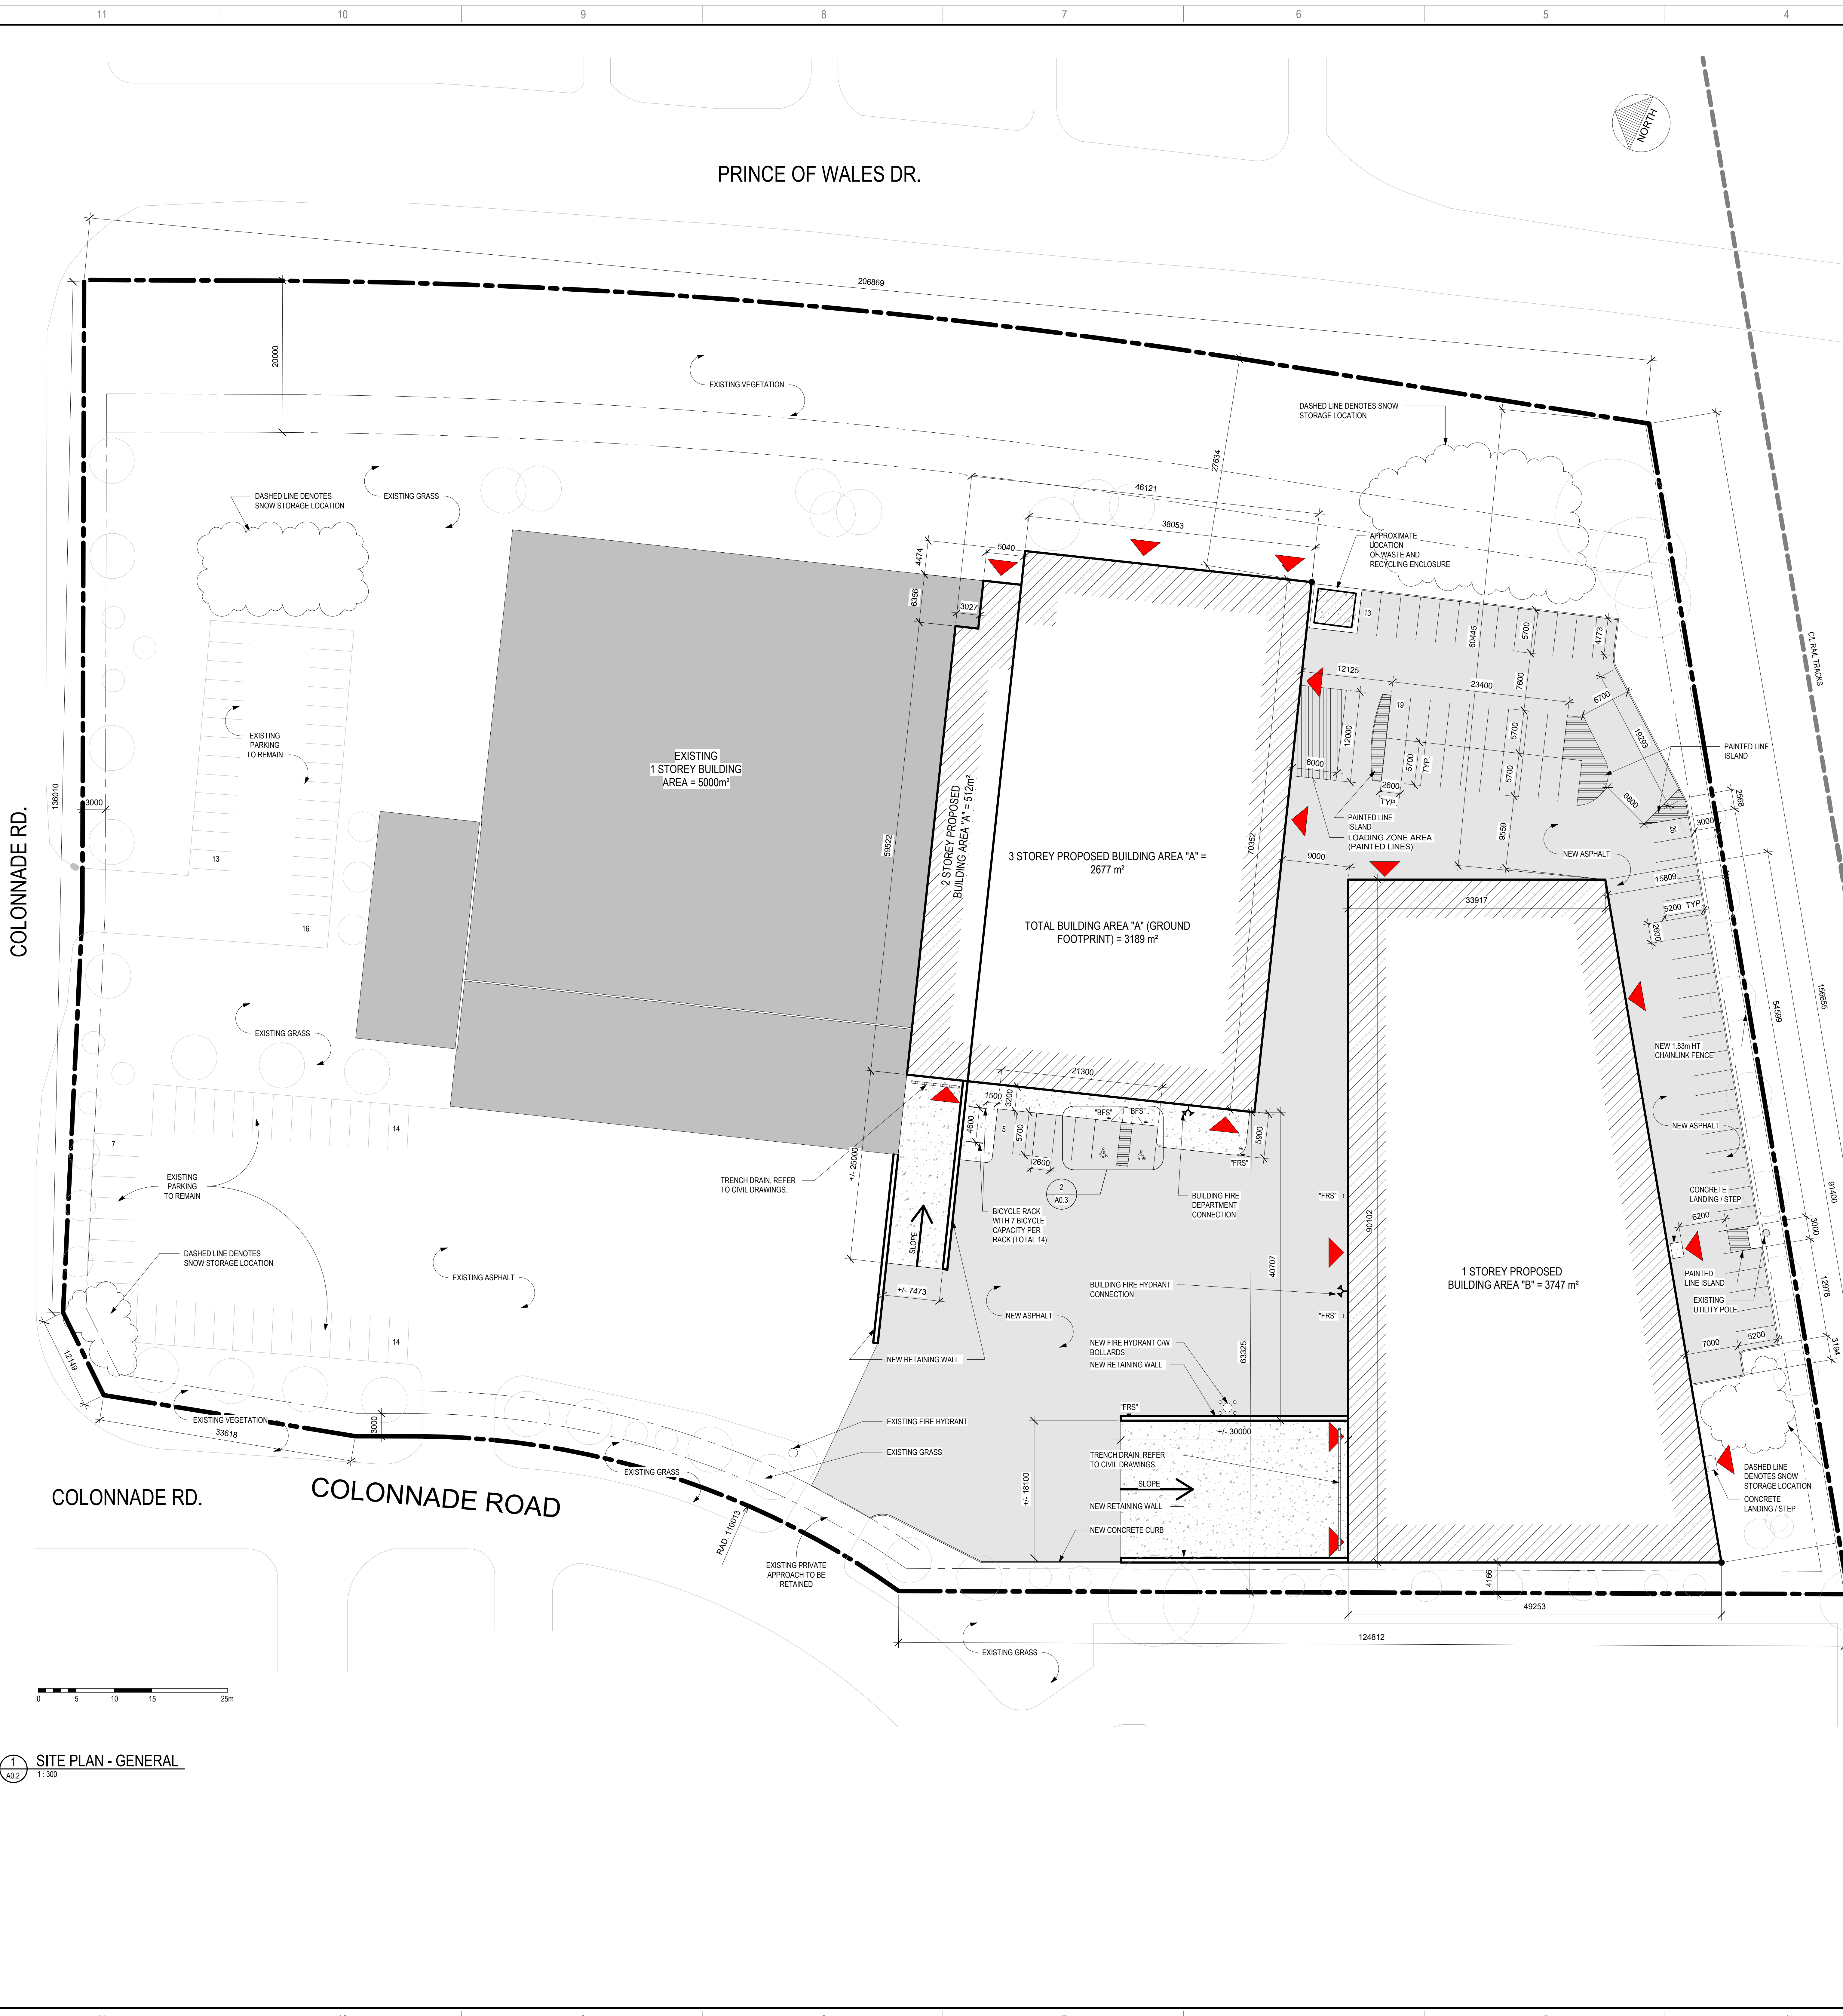 11
10
9
8
7
6
5
4
NORTH
PRINCE OF WALES DR.
206869
20000
EXISTING VEGETATION
DASHED LINE DENOTES SNOW
STORAGE LOCATION
27634
46121
38053
DASHED LINE DENOTES
SNOW STORAGE LOCATION
EXISTING GRASS
4474
5040
6356
3027
APPROXIMATE
LOCATION
OF WASTE AND
RECYCLING ENCLOSURE
13
60445
5700
4773
C/L RAIL TRACKS
12125
23400
7600
6700
19
19293
12000
5700
6000
5700
TYP.
5700
2600
TYP.
PAINTED LINE
ISLAND
EXISTING
PARKING
TO REMAIN
EXISTING
1 STOREY BUILDING
AREA = 5000m²
136010
3000
6800
2568
3000
26
PAINTED LINE
ISLAND
LOADING ZONE AREA
(PAINTED LINES)
9559
NEW ASPHALT
COLONNADE RD.
59522
2 STOREY PROPOSED
BUILDING AREA "A" = 512m²
3 STOREY PROPOSED BUILDING AREA "A" =
2677 m²
70352
9000
13
15809
33917
5200 TYP
2600
TOTAL BUILDING AREA "A" (GROUND
FOOTPRINT) = 3189 m²
16
156655
54599
EXISTING GRASS
NEW 1.83m HT
CHAINLINK FENCE
21300
1500
3200
"BFS"
"BFS"
4600
5
5700
2600
5900
"FRS"
NEW ASPHALT
14
7
EXISTING
PARKING
TO REMAIN
+/- 25000
TRENCH DRAIN, REFER
TO CIVIL DRAWINGS.
2
A0.3
BICYCLE RACK
WITH 7 BICYCLE
CAPACITY PER
RACK (TOTAL 14)
BUILDING FIRE
DEPARTMENT
CONNECTION
"FRS"
90102
91400
CONCRETE
LANDING / STEP
6200
3000
SLOPE
DASHED LINE DENOTES
SNOW STORAGE LOCATION
EXISTING ASPHALT
40707
1 STOREY PROPOSED
BUILDING AREA "B" = 3747 m²
PAINTED
LINE ISLAND
EXISTING
UTILITY POLE
12978
+/- 7473
BUILDING FIRE HYDRANT
CONNECTION
NEW ASPHALT
"FRS"
14
NEW RETAINING WALL
NEW FIRE HYDRANT C/W
BOLLARDS
NEW RETAINING WALL
63325
7000
5200
3194
12149
EXISTING VEGETATION
33618
3000
EXISTING FIRE HYDRANT
EXISTING GRASS
"FRS"
+/- 30000
TRENCH DRAIN, REFER
TO CIVIL DRAWINGS.
EXISTING GRASS
SLOPE
+/- 18100
DASHED LINE
DENOTES SNOW
STORAGE LOCATION
CONCRETE
LANDING / STEP
COLONNADE RD.
COLONNADE ROAD
RAD. 110013
NEW RETAINING WALL
NEW CONCRETE CURB
EXISTING PRIVATE
APPROACH TO BE
RETAINED
4166
49253
124812
EXISTING GRASS
0
5
10
15
25m
1
A0.2
SITE PLAN - GENERAL
1 : 300